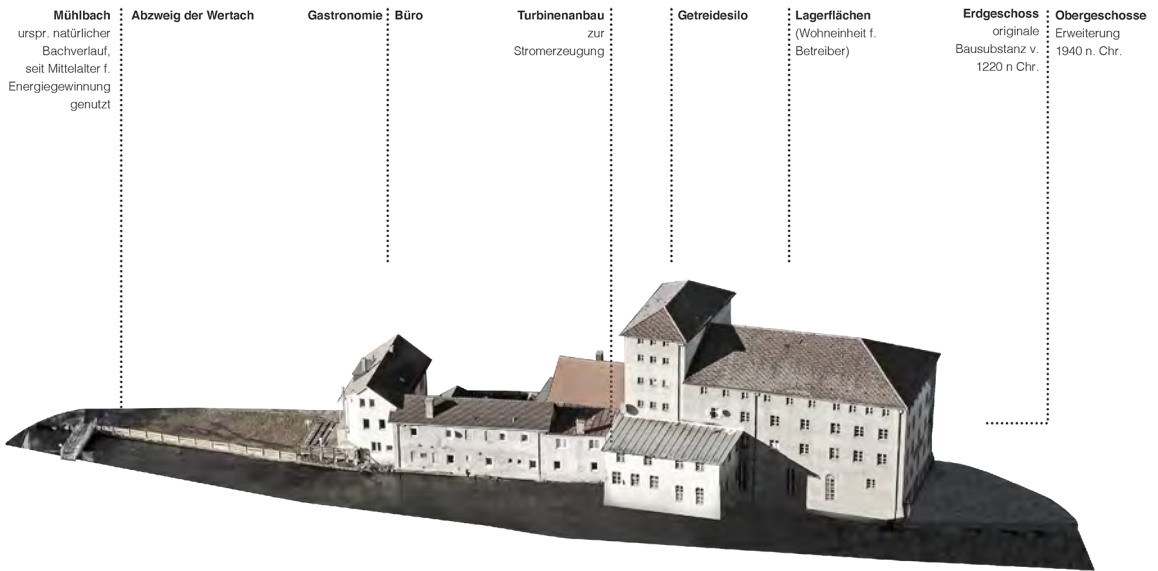 Mühlbach
urspr. natürlicher
Bachverlauf,
seit Mittelalter f.
Energiegewinnung
genutzt
Abzweig der Wertach
Gastronomie
Büro
Turbinenanbau
zur
Stromerzeugung
Getreidesilo
Lagerflächen
(Wohneinheit f.
Betreiber)
Erdgeschoss
originale
Bausubstanz v.
1220 n Chr.
Obergeschosse
Erweiterung
1940 n. Chr.